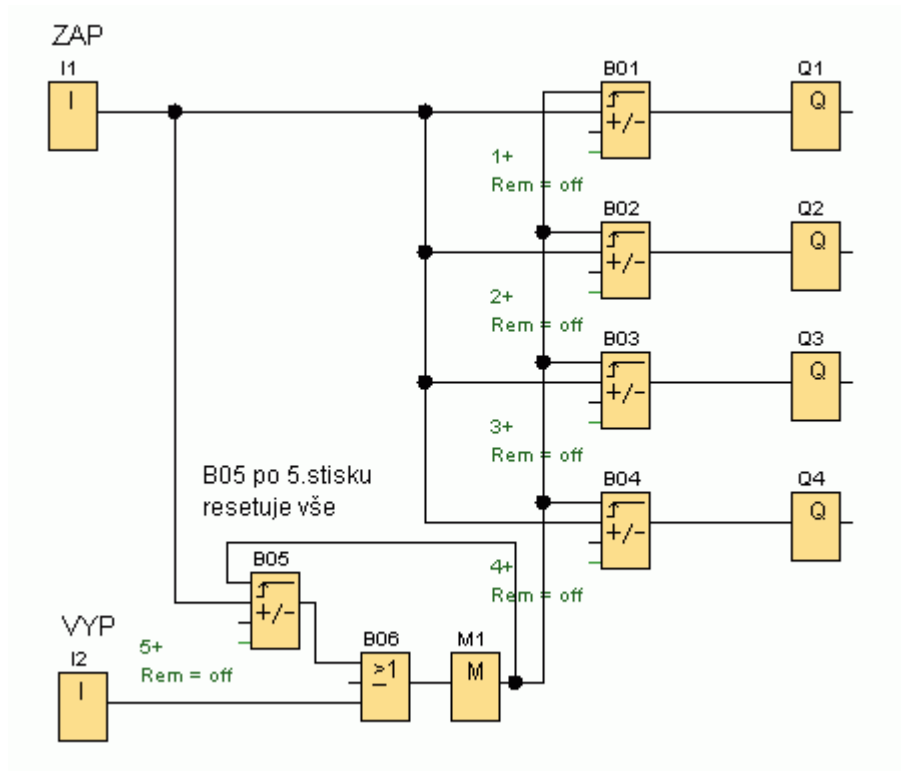 ZAP
I1
I
B01
+/-
Q1
Q
1+
Rem = off
B02
+/-
Q2
Q
2+
Rem = off
B03
+/-
Q3
Q
3+
Rem = off
B04
+/-
Q4
Q
4+
Rem = off
B05 po 5.stisku
resetuje vše
B05
+/-
5+
Rem = off
VYP
I2
I
B06
≥1
M1
M